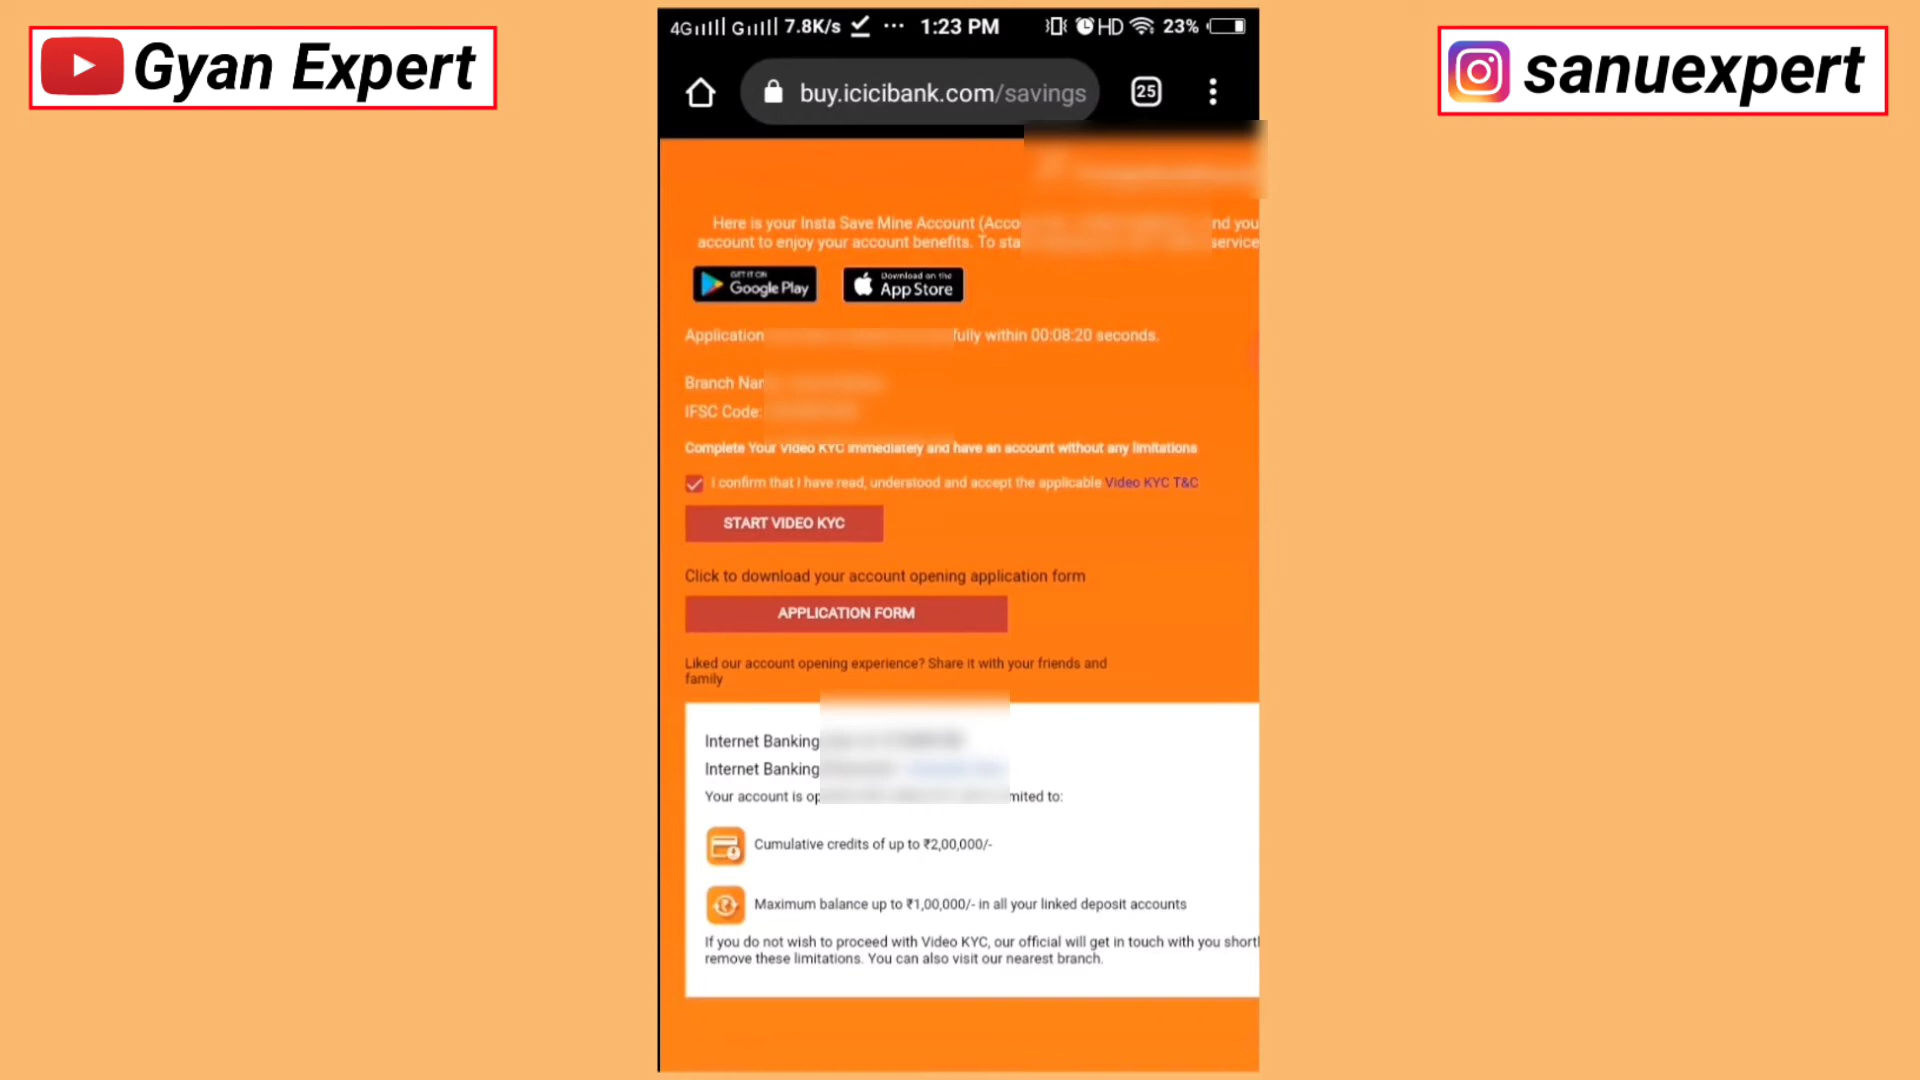 Gyan Expert
sanuexpert
4G G 7.8K/s ... 1:23 PM HD 23%
buy.icicibank.com/savings
25
Here is your Insta Save Mine Account (Acco nd you
account to enjoy your account benefits. To sta service
GET IT ON
Google Play
Download on the
App Store
Application fully within 00:08:20 seconds.
Branch Nar
IFSC Code:
Complete Your Video KYC immediately and have an account without any limitations
I confirm that I have read, understood and accept the applicable Video KYC T&C
START VIDEO KYC
Click to download your account opening application form
APPLICATION FORM
Liked our account opening experience? Share it with your friends and
family
Internet Banking
Internet Banking
Your account is op mited to:
Cumulative credits of up to ₹2,00,000/-
Maximum balance up to ₹1,00,000/- in all your linked deposit accounts
If you do not wish to proceed with Video KYC, our official will get in touch with you shortl
remove these limitations. You can also visit our nearest branch.